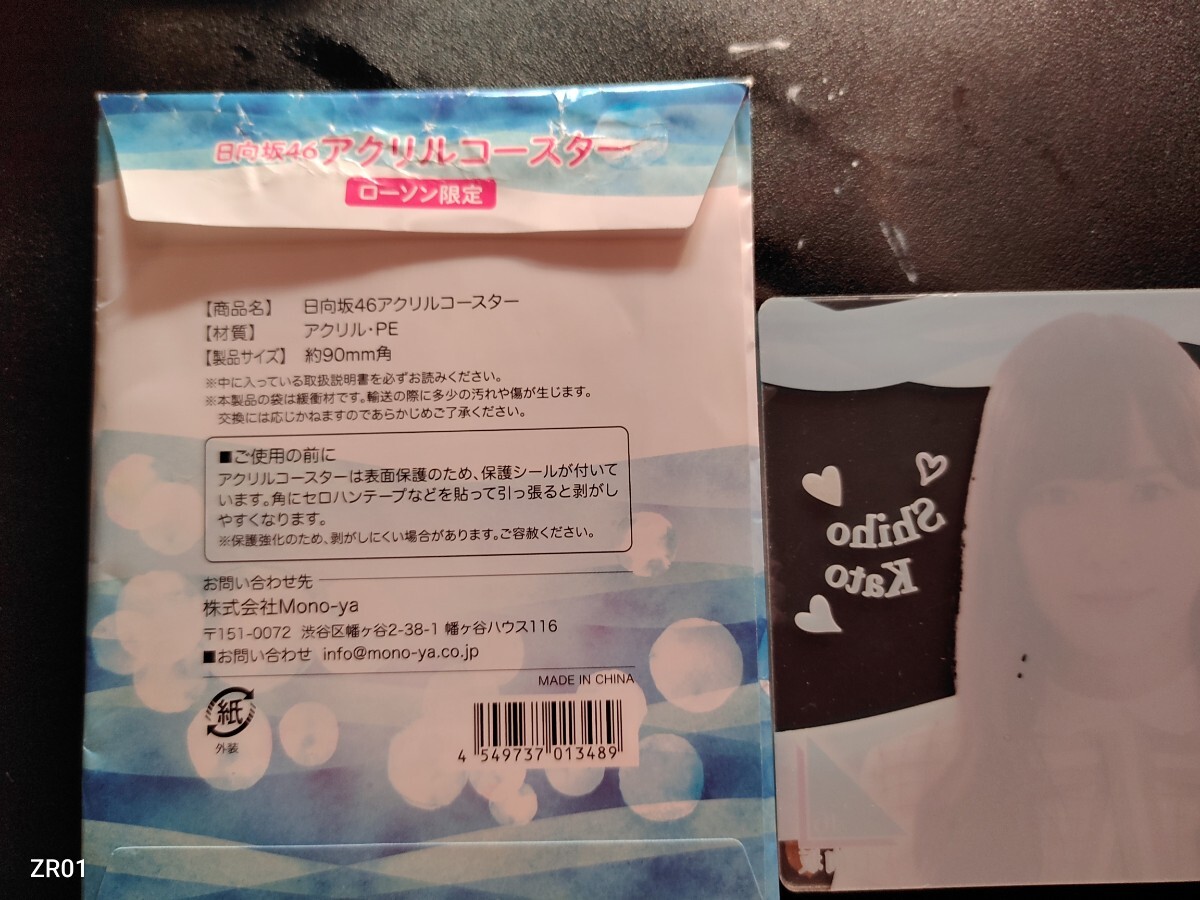 日向坂46アクリルコースター
ローソン限定
【商品名】 日向坂46アクリルコースター
【材質】 アクリル・PE
【製品サイズ】 約90mm角
※中に入っている取扱説明書を必ずお読みください。
※本製品の袋は緩衝材です。輸送の際に多少の汚れや傷が生じます。
交換には応じかねますのであらかじめご了承ください。
■ご使用の前に
アクリルコースターは表面保護のため、保護シールが付いて
います。角にセロハンテープなどを貼って引っ張ると剥がし
やすくなります。
※保護強化のため、剥がしにくい場合があります。ご容赦ください。
お問い合わせ先
株式会社Mono-ya
〒151-0072 渋谷区幡ヶ谷2-38-1 幡ヶ谷ハウス116
■お問い合わせ info@mono-ya.co.jp
MADE IN CHINA
紙
外装
4 549737 013489
Shiho
Kato
ZR01